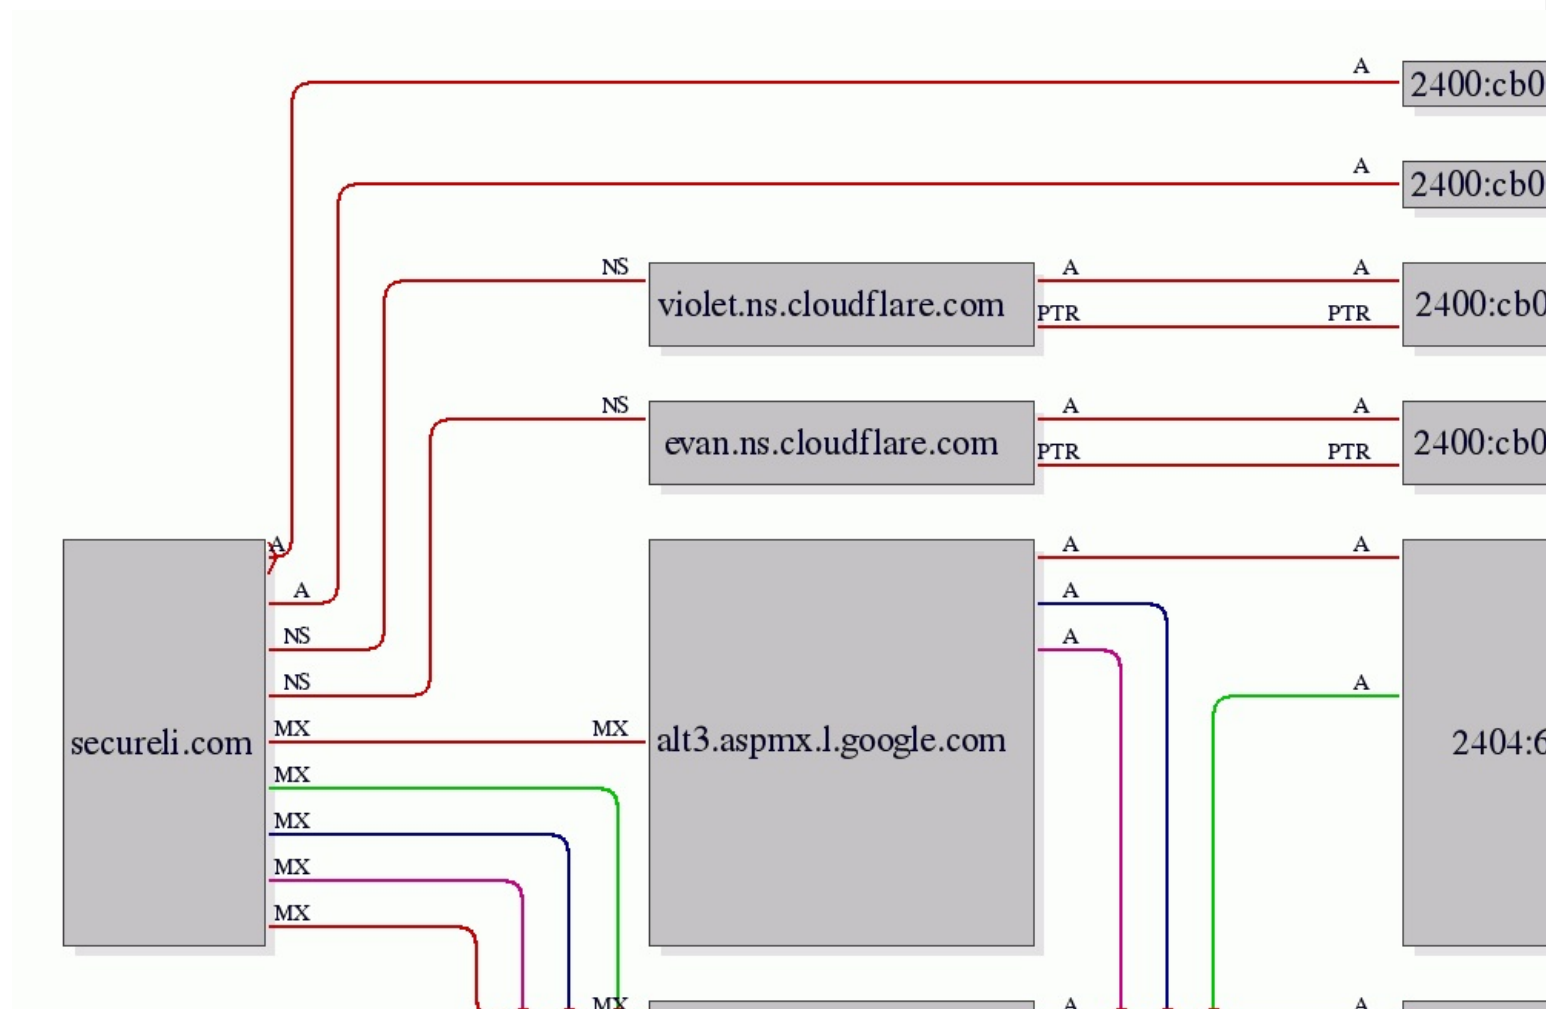 A
2400:cb0
A
2400:cb0
NS
violet.ns.cloudflare.com
A
A
PTR
PTR
2400:cb0
NS
evan.ns.cloudflare.com
A
A
PTR
PTR
2400:cb0
secureli.com
A
A
NS
NS
MX
MX
MX
MX
MX
MX
alt3.aspmx.l.google.com
A
A
A
A
A
2404:6
MX
A
A